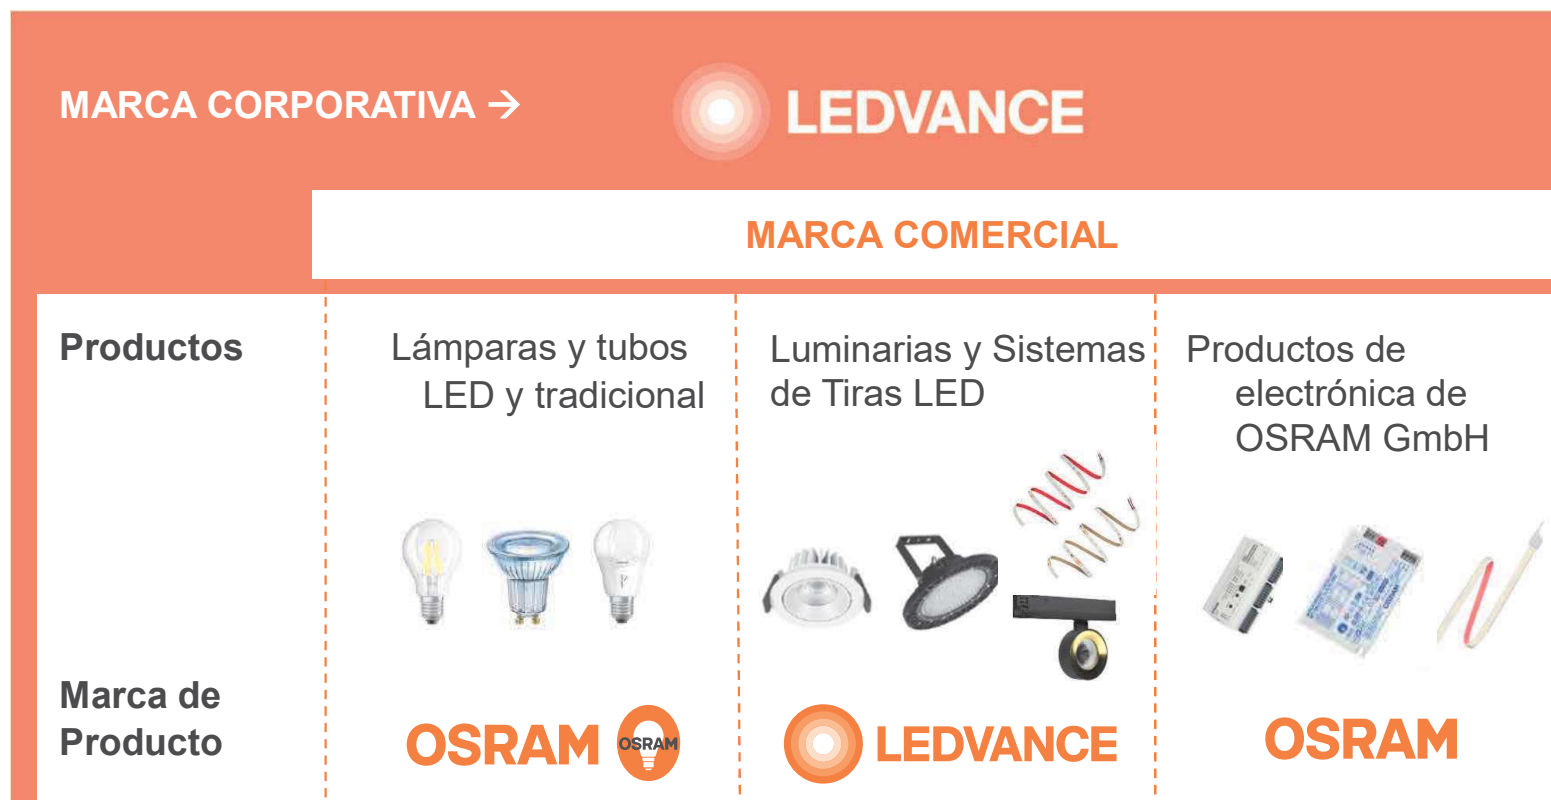 MARCA CORPORATIVA →
LEDVANCE
MARCA COMERCIAL
Productos
Lámparas y tubos
LED y tradicional
Luminarias y Sistemas
de Tiras LED
Productos de
electrónica de
OSRAM GmbH
Marca de
Producto
OSRAM
OSRAM
LEDVANCE
OSRAM